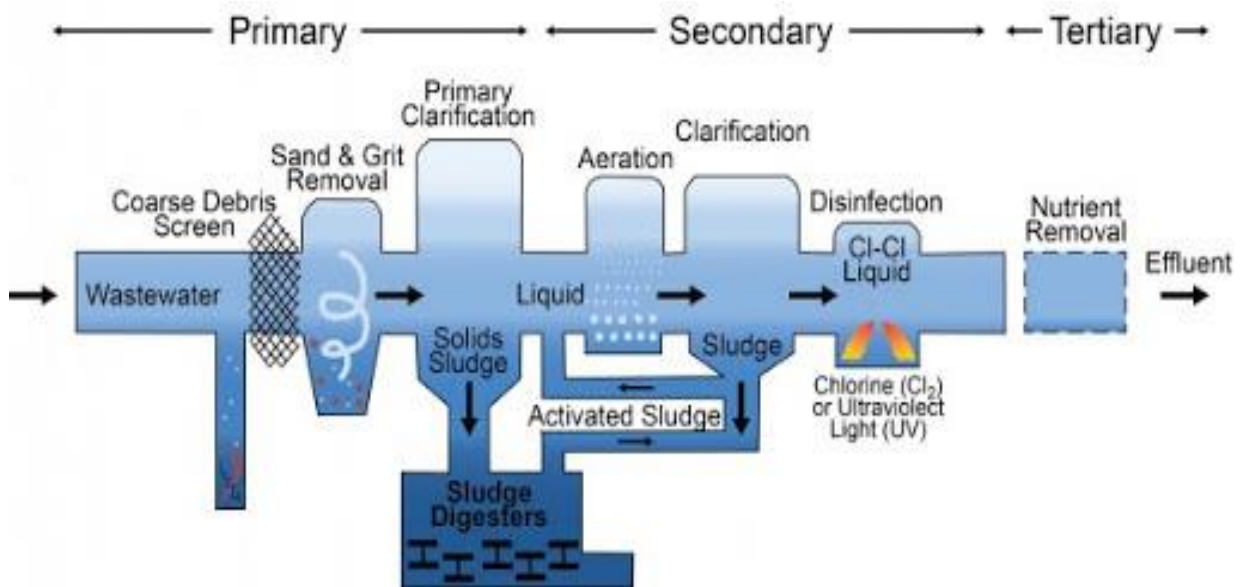 Primary
Secondary
Tertiary
Primary
Clarification
Clarification
Sand & Grit
Removal
Aeration
Coarse Debris
Screen
Disinfection
Nutrient
Removal
Cl-Cl
Liquid
Effluent
Wastewater
Liquid
Solids
Sludge
Sludge
Chlorine (Cl₂)
or Ultraviolect
Light (UV)
Activated Sludge
Sludge
Digesters